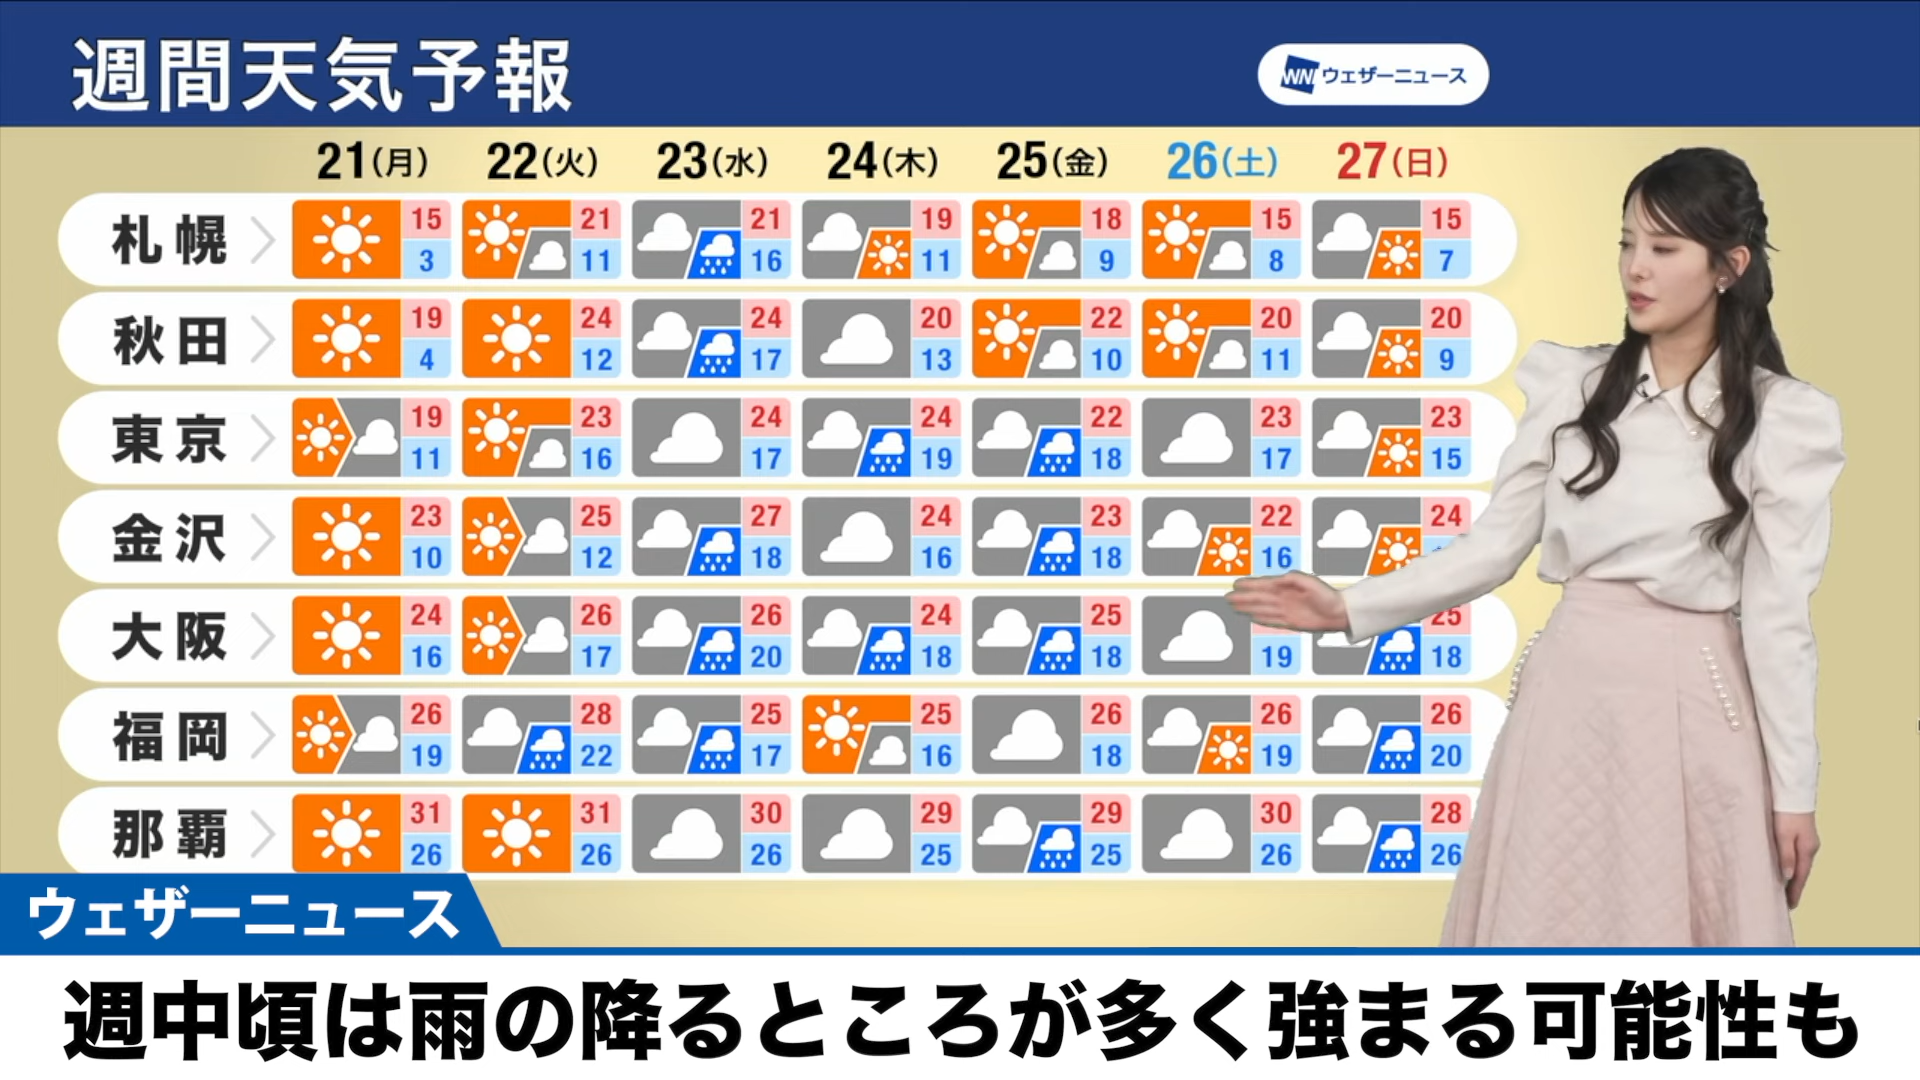 週間天気予報
WNI ウェザーニュース
21(月) 22(火) 23(水) 24(木) 25(金) 26(土) 27(日)
札幌 15 3 21 11 21 16 19 11 18 9 15 8 15 7
秋田 19 4 24 12 24 17 20 13 22 10 20 11 20 9
東京 19 11 23 16 24 17 24 19 22 18 23 17 23 15
金沢 23 10 25 12 27 18 24 16 23 18 22 16 24
大阪 24 16 26 17 26 20 24 18 25 18 19 25 18
福岡 26 19 28 22 25 17 25 16 26 18 26 19 26 20
那覇 31 26 31 26 30 26 29 25 29 25 30 26 28 26
ウェザーニュース
週中頃は雨の降るところが多く強まる可能性も